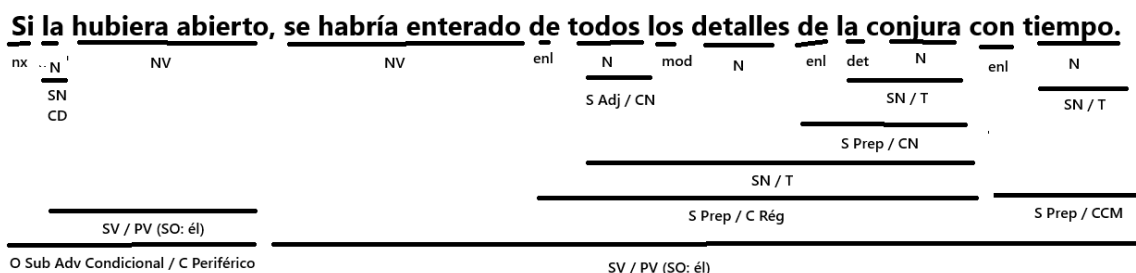 Si la hubiera abierto, se habría enterado de todos los detalles de la conjura con tiempo.
nx N NV NV enl N mod N enl det N enl N
SN S Adj / CN SN / T SN / T
CD
S Prep / CN
SN / T
S Prep / C Rég S Prep / CCM
SV / PV (SO: él)
O Sub Adv Condicional / C Periférico SV / PV (SO: él)